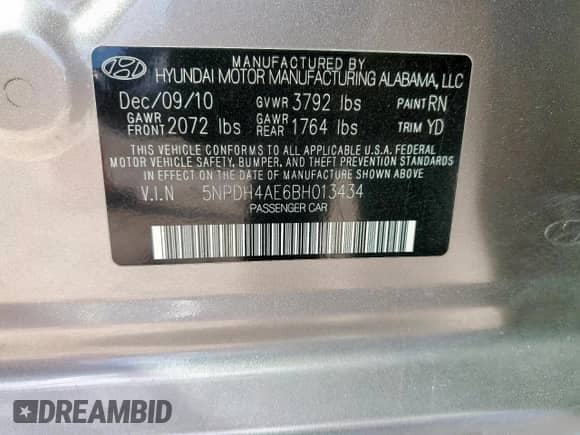 MANUFACTURED BY
HYUNDAI MOTOR MANUFACTURING ALABAMA, LLC
Dec/09/10 GVWR 3792 lbs PAINT RN
GAWR FRONT 2072 lbs GAWR REAR 1764 lbs TRIM YD
THIS VEHICLE CONFORMS TO ALL APPLICABLE U.S.A. FEDERAL
MOTOR VEHICLE SAFETY, BUMPER, AND THEFT PREVENTION STANDARDS
IN EFFECT ON THE DATE OF MANUFACTURE SHOWN ABOVE
V.I.N 5NPDH4AE6BH013434
PASSENGER CAR
DREAMBID